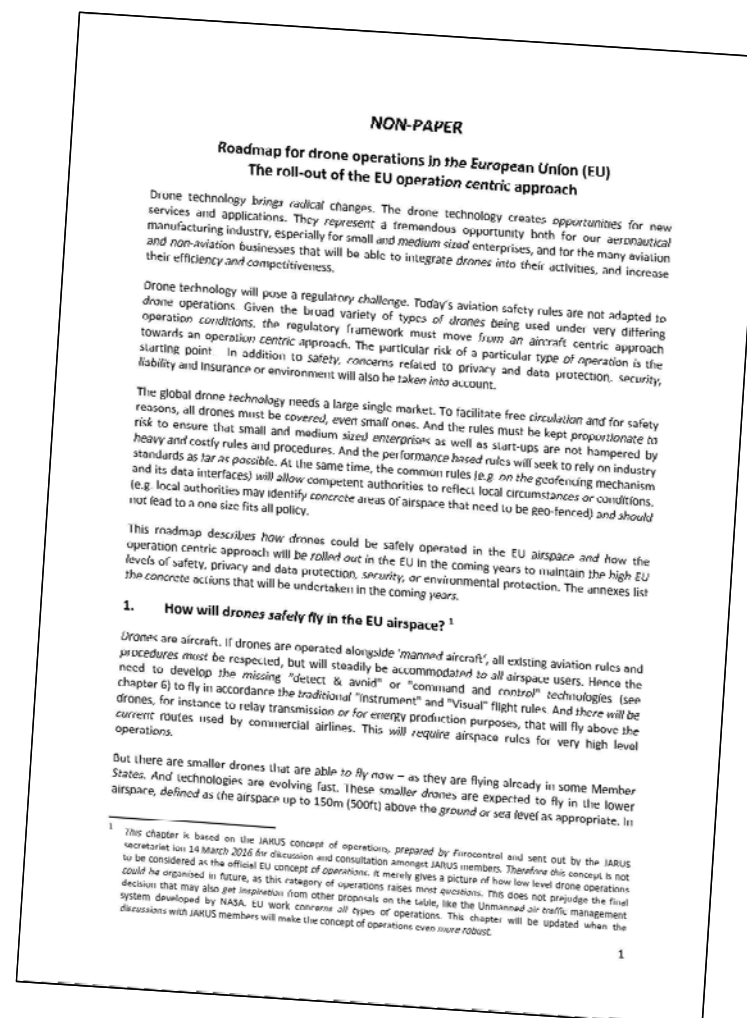 NON-PAPER
Roadmap for drone operations in the European Union (EU)
The roll-out of the EU operation centric approach
Drone technology brings radical changes. The drone technology creates opportunities for new
services and applications. They represent a tremendous opportunity both for our aeronautical
manufacturing industry, especially for small and medium sized enterprises, and for the many aviation
and non-aviation businesses that will be able to integrate drones into their activities, and increase
their efficiency and competitiveness.
Drone technology will pose a regulatory challenge. Today's aviation safety rules are not adapted to
drone operations. Given the broad variety of types of drones being used under very differing
operation conditions, the regulatory framework must move from an aircraft centric approach
towards an operation centric approach. The particular risk of a particular type of operation is the
starting point. In addition to safety, concerns related to privacy and data protection, security,
liability and insurance or environment will also be taken into account.
The global drone technology needs a large single market. To facilitate free circulation and for safety
reasons, all drones must be covered, even small ones. And the rules must be kept proportionate to
risk to ensure that small and medium sized enterprises as well as start-ups are not hampered by
heavy and costly rules and procedures. And the performance based rules will seek to rely on industry
standards as far as possible. At the same time, the common rules (e.g. on the geofencing mechanism
and its data interfaces) will allow competent authorities to reflect local circumstances or conditions.
(e.g. local authorities may identify concrete areas of airspace that need to be geo-fenced) and should
not lead to a one size fits all policy.
This roadmap describes how drones could be safely operated in the EU airspace and how the
operation centric approach will be rolled out in the EU in the coming years to maintain the high EU
levels of safety, privacy and data protection, security, or environmental protection. The annexes list
the concrete actions that will be undertaken in the coming years.
1. How will drones safely fly in the EU airspace? 1
Drones are aircraft. If drones are operated alongside 'manned aircraft', all existing aviation rules and
procedures must be respected, but will steadily be accommodated to all airspace users. Hence the
need to develop the missing "detect & avoid" or "command and control" technologies (see
chapter 6) to fly in accordance the traditional "Instrument" and "Visual" flight rules. And there will be
drones, for instance to relay transmission or for energy production purposes, that will fly above the
current routes used by commercial airlines. This will require airspace rules for very high level
operations.
But there are smaller drones that are able to fly now – as they are flying already in some Member
States. And technologies are evolving fast. These smaller drones are expected to fly in the lower
airspace, defined as the airspace up to 150m (500ft) above the ground or sea level as appropriate. In
1 This chapter is based on the JARUS concept of operations, prepared by Eurocontrol and sent out by the JARUS
secretariat ion 14 March 2016 for discussion and consultation amongst JARUS members. Therefore this concept is not
to be considered as the official EU concept of operations. It merely gives a picture of how low level drone operations
could be organised in future, as this category of operations raises most questions. This does not prejudge the final
decision that may also get inspiration from other proposals on the table, like the Unmanned air traffic management
system developed by NASA. EU work concerns all types of operations. This chapter will be updated when the
discussions with JARUS members will make the concept of operations even more robust.
1